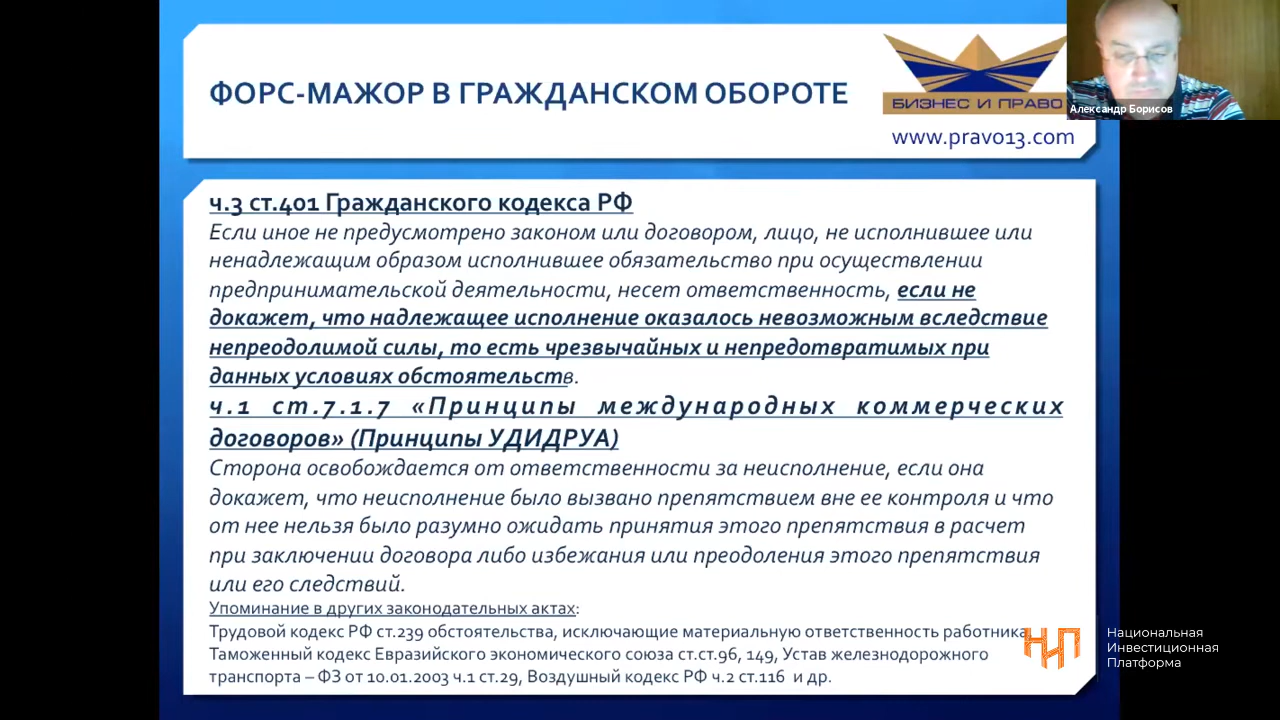 ФОРС-МАЖОР В ГРАЖДАНСКОМ ОБОРОТЕ
БИЗНЕС И ПРАВО
www.pravo13.com
Александр Борисов
ч.3 ст.401 Гражданского кодекса РФ
Если иное не предусмотрено законом или договором, лицо, не исполнившее или
ненадлежащим образом исполнившее обязательство при осуществлении
предпринимательской деятельности, несет ответственность, если не
докажет, что надлежащее исполнение оказалось невозможным вследствие
непреодолимой силы, то есть чрезвычайных и непредотвратимых при
данных условиях обстоятельств.
ч.1 ст.7.1.7 «Принципы международных коммерческих
договоров» (Принципы УДИДРУА)
Сторона освобождается от ответственности за неисполнение, если она
докажет, что неисполнение было вызвано препятствием вне ее контроля и что
от нее нельзя было разумно ожидать принятия этого препятствия в расчет
при заключении договора либо избежания или преодоления этого препятствия
или его следствий.
Упоминание в других законодательных актах:
Трудовой кодекс РФ ст.239 обстоятельства, исключающие материальную ответственность работника
Таможенный кодекс Евразийского экономического союза ст.ст.96, 149, Устав железнодорожного
транспорта – ФЗ от 10.01.2003 ч.1 ст.29, Воздушный кодекс РФ ч.2 ст.116 и др.
НИП
Национальная
Инвестиционная
Платформа